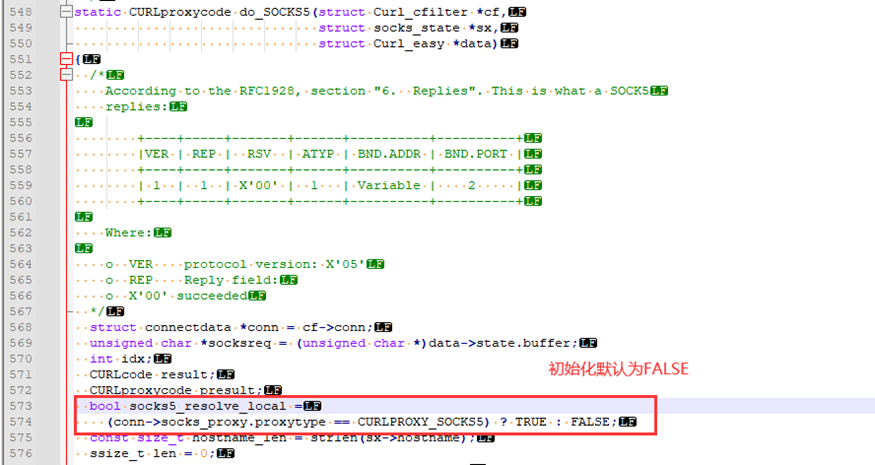 548 static CURLproxycode do_SOCKS5(struct Curl_cfilter *cf,LF
549 struct socks_state *sx,LF
550 struct Curl_easy *data)LF
551 {LF
552 /*LF
553 According to the RFC1928, section "6. Replies". This is what a SOCK5LF
554 replies:LF
555 LF
556 +----+-----+-------+------+----------+----------+LF
557 |VER | REP | RSV | ATYP | BND.ADDR | BND.PORT |LF
558 +----+-----+-------+------+----------+----------+LF
559 | 1 | 1 | X'00' | 1 | Variable | 2 |LF
560 +----+-----+-------+------+----------+----------+LF
561 LF
562 Where:LF
563 LF
564 o VER protocol version: X'05'LF
565 o REP Reply field:LF
566 o X'00' succeededLF
567 */LF
568 struct connectdata *conn = cf->conn;LF
569 unsigned char *socksreq = (unsigned char *)data->state.buffer;LF
570 int idx;LF
571 CURLcode result;LF
初始化默认为FALSE
572 CURLproxycode presult;LF
573 bool socks5_resolve_local =LF
574 (conn->socks_proxy.proxytype == CURLPROXY_SOCKS5) ? TRUE : FALSE;LF
575 const size_t hostname_len = strlen(sx->hostname);LF
576 ssize_t len = 0;LF